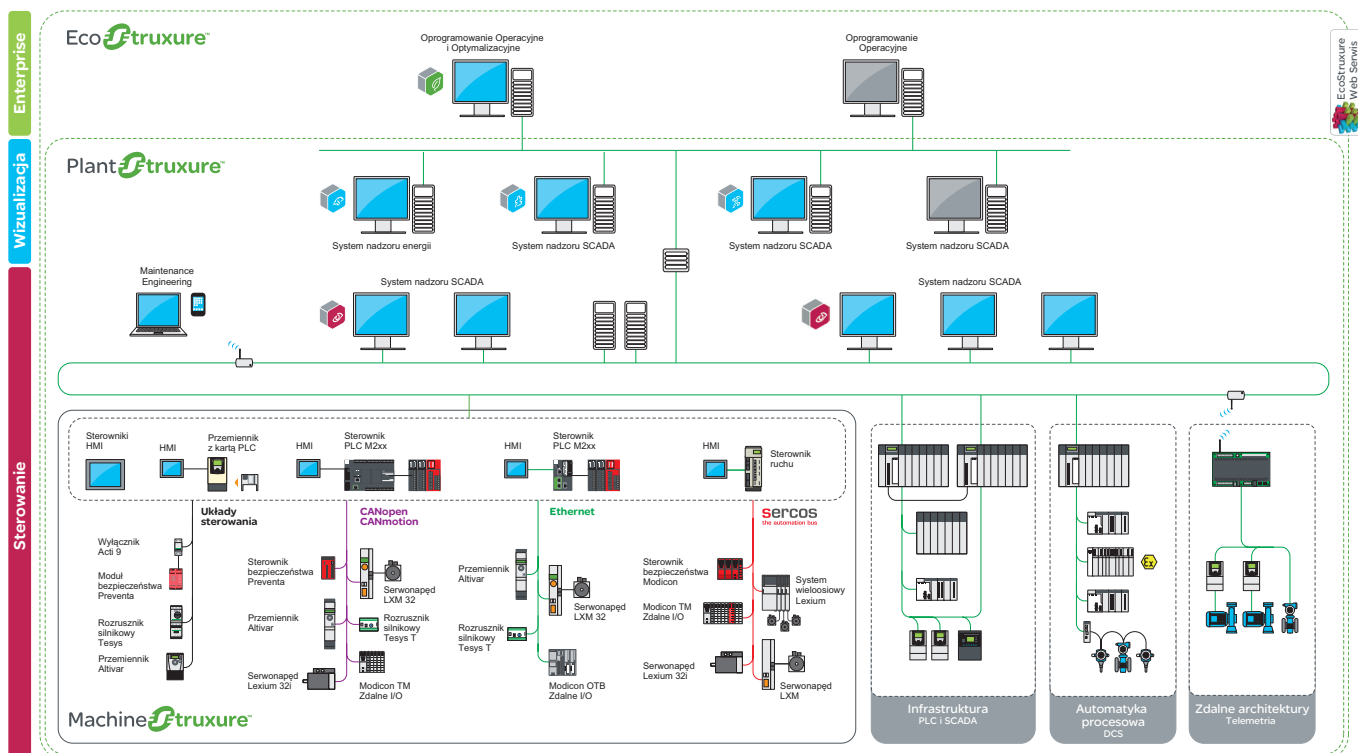 Enterprise
Wizualizacja
Sterowanie
EcoStruxure™
Oprogramowanie Operacyjne
i Optymalizacyjne
Oprogramowanie
Operacyjne
EcoStruxure
Web Serwis
PlantStruxure™
System nadzoru energii
System nadzoru SCADA
System nadzoru SCADA
System nadzoru SCADA
Maintenance
Engineering
System nadzoru SCADA
System nadzoru SCADA
Sterowniki
HMI
HMI
Przemiennik
z kartą PLC
HMI
Sterownik
PLC M2xx
HMI
Sterownik
PLC M2xx
HMI
Sterownik
ruchu
Układy
sterowania
Wyłącznik
Acti 9
Moduł
bezpieczeństwa
Preventa
Rozrusznik
silnikowy
Tesys
Przemiennik
Altivar
CANopen
CANmotion
Sterownik
bezpieczeństwa
Preventa
Serwonapęd
LXM 32
Przemiennik
Altivar
Rozrusznik
silnikowy
Tesys T
Serwonapęd
Lexium 32i
Modicon TM
Zdalne I/O
Ethernet
Przemiennik
Altivar
Serwonapęd
LXM 32
Rozrusznik
silnikowy
Tesys T
Modicon OTB
Zdalne I/O
sercos
the automation bus
Sterownik
bezpieczeństwa
Modicon
System
wieloosiowy
Lexium
Modicon TM
Zdalne I/O
Serwonapęd
Lexium 32i
Serwonapęd
LXM
MachineStruxure™
Infrastruktura
PLC i SCADA
Ex
Automatyka
procesowa
DCS
Zdalne architektury
Telemetria